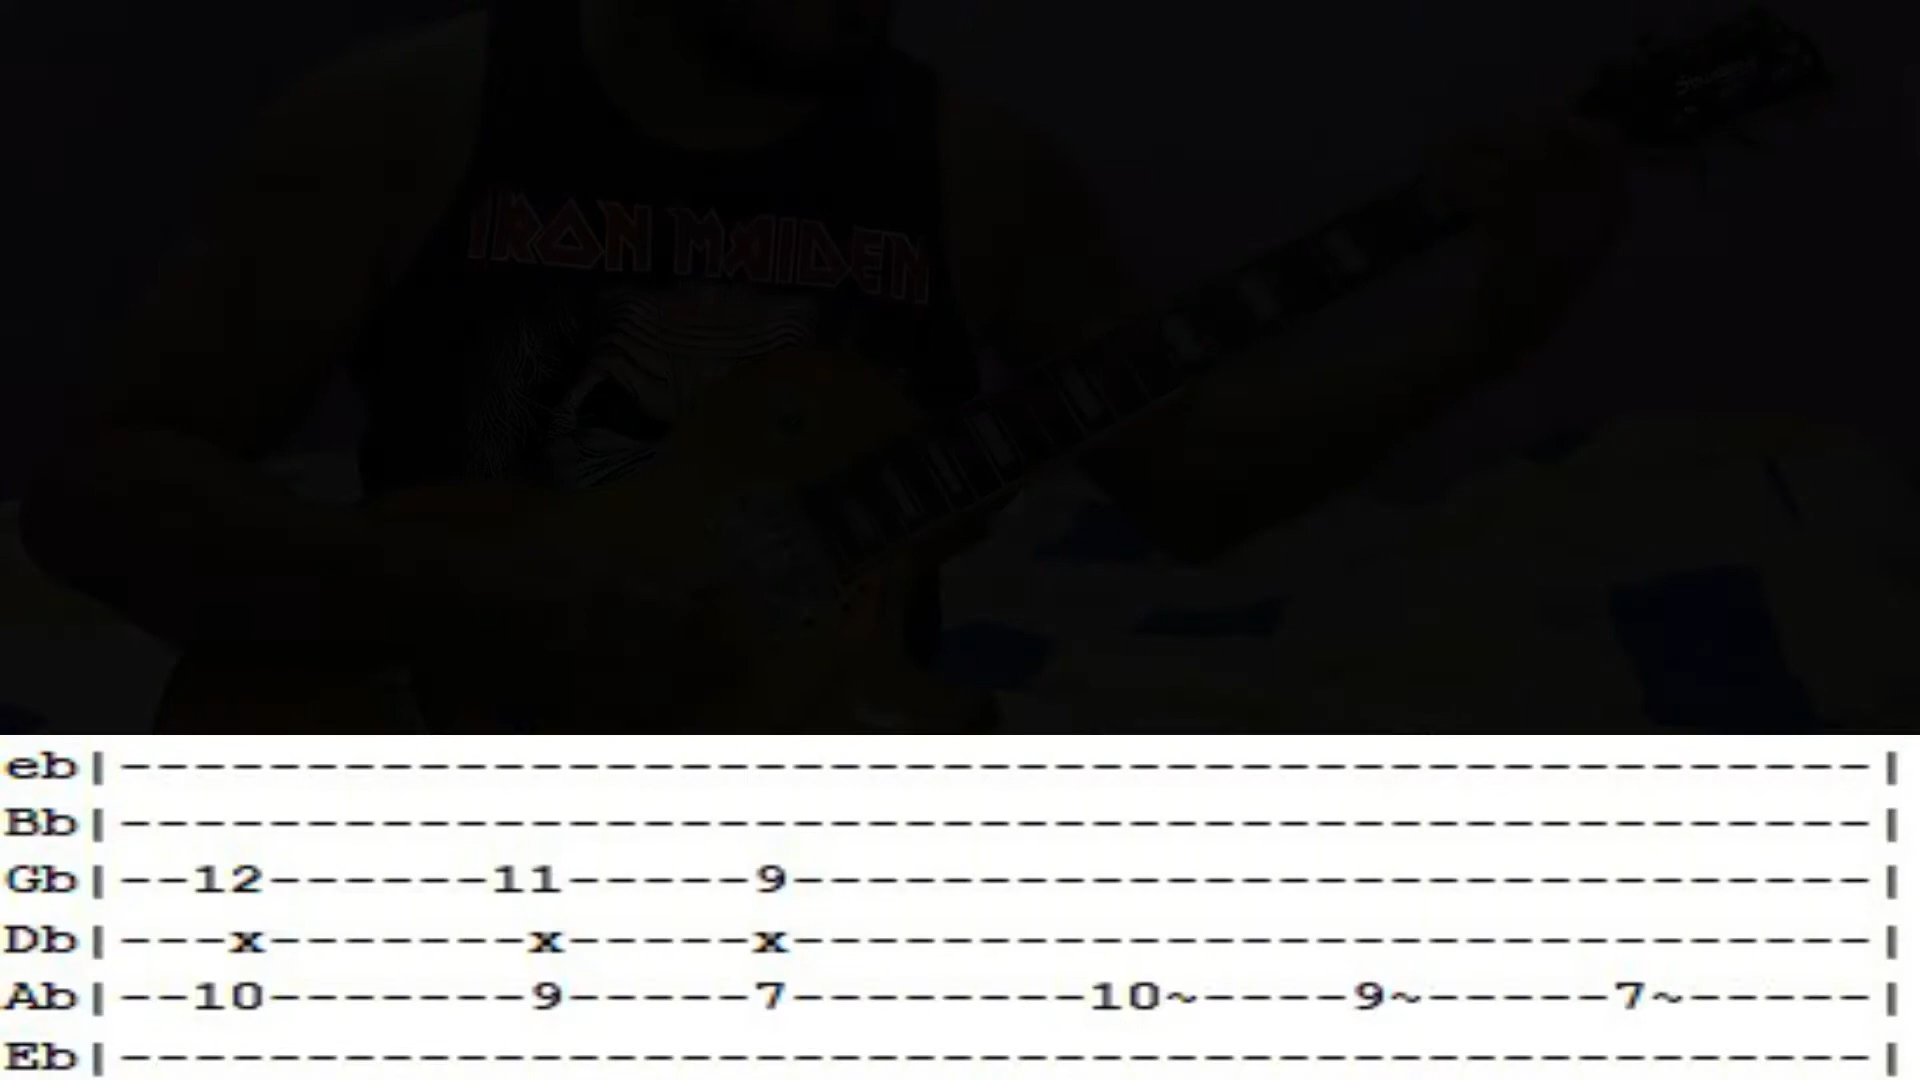 IRON MAIDEN
eb|-----------------------------------------------|
Bb|-----------------------------------------------|
Gb|--12------11-----9-----------------------------|
Db|---x-------x-----x-----------------------------|
Ab|--10-------9-----7--------10~----9~-----7~-----|
Eb|-----------------------------------------------|